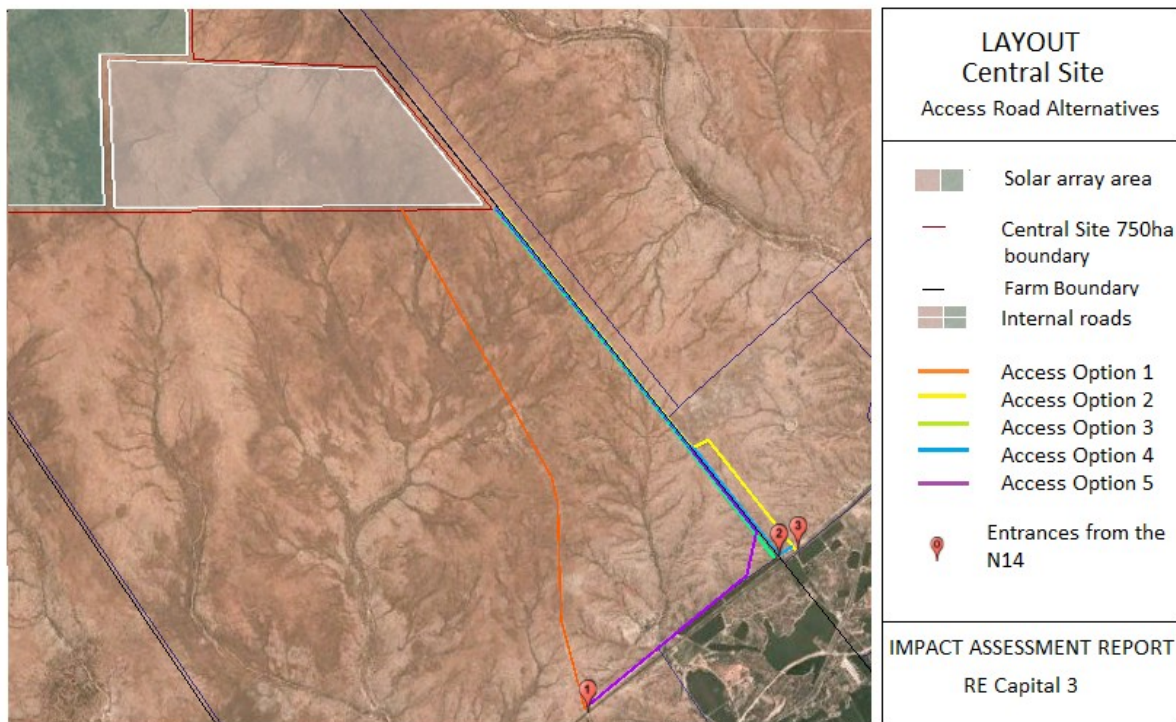 LAYOUT
Central Site
Access Road Alternatives
Solar array area
Central Site 750ha
boundary
Farm Boundary
Internal roads
Access Option 1
Access Option 2
Access Option 3
Access Option 4
Access Option 5
Entrances from the
N14
IMPACT ASSESSMENT REPORT
RE Capital 3
2
3
1